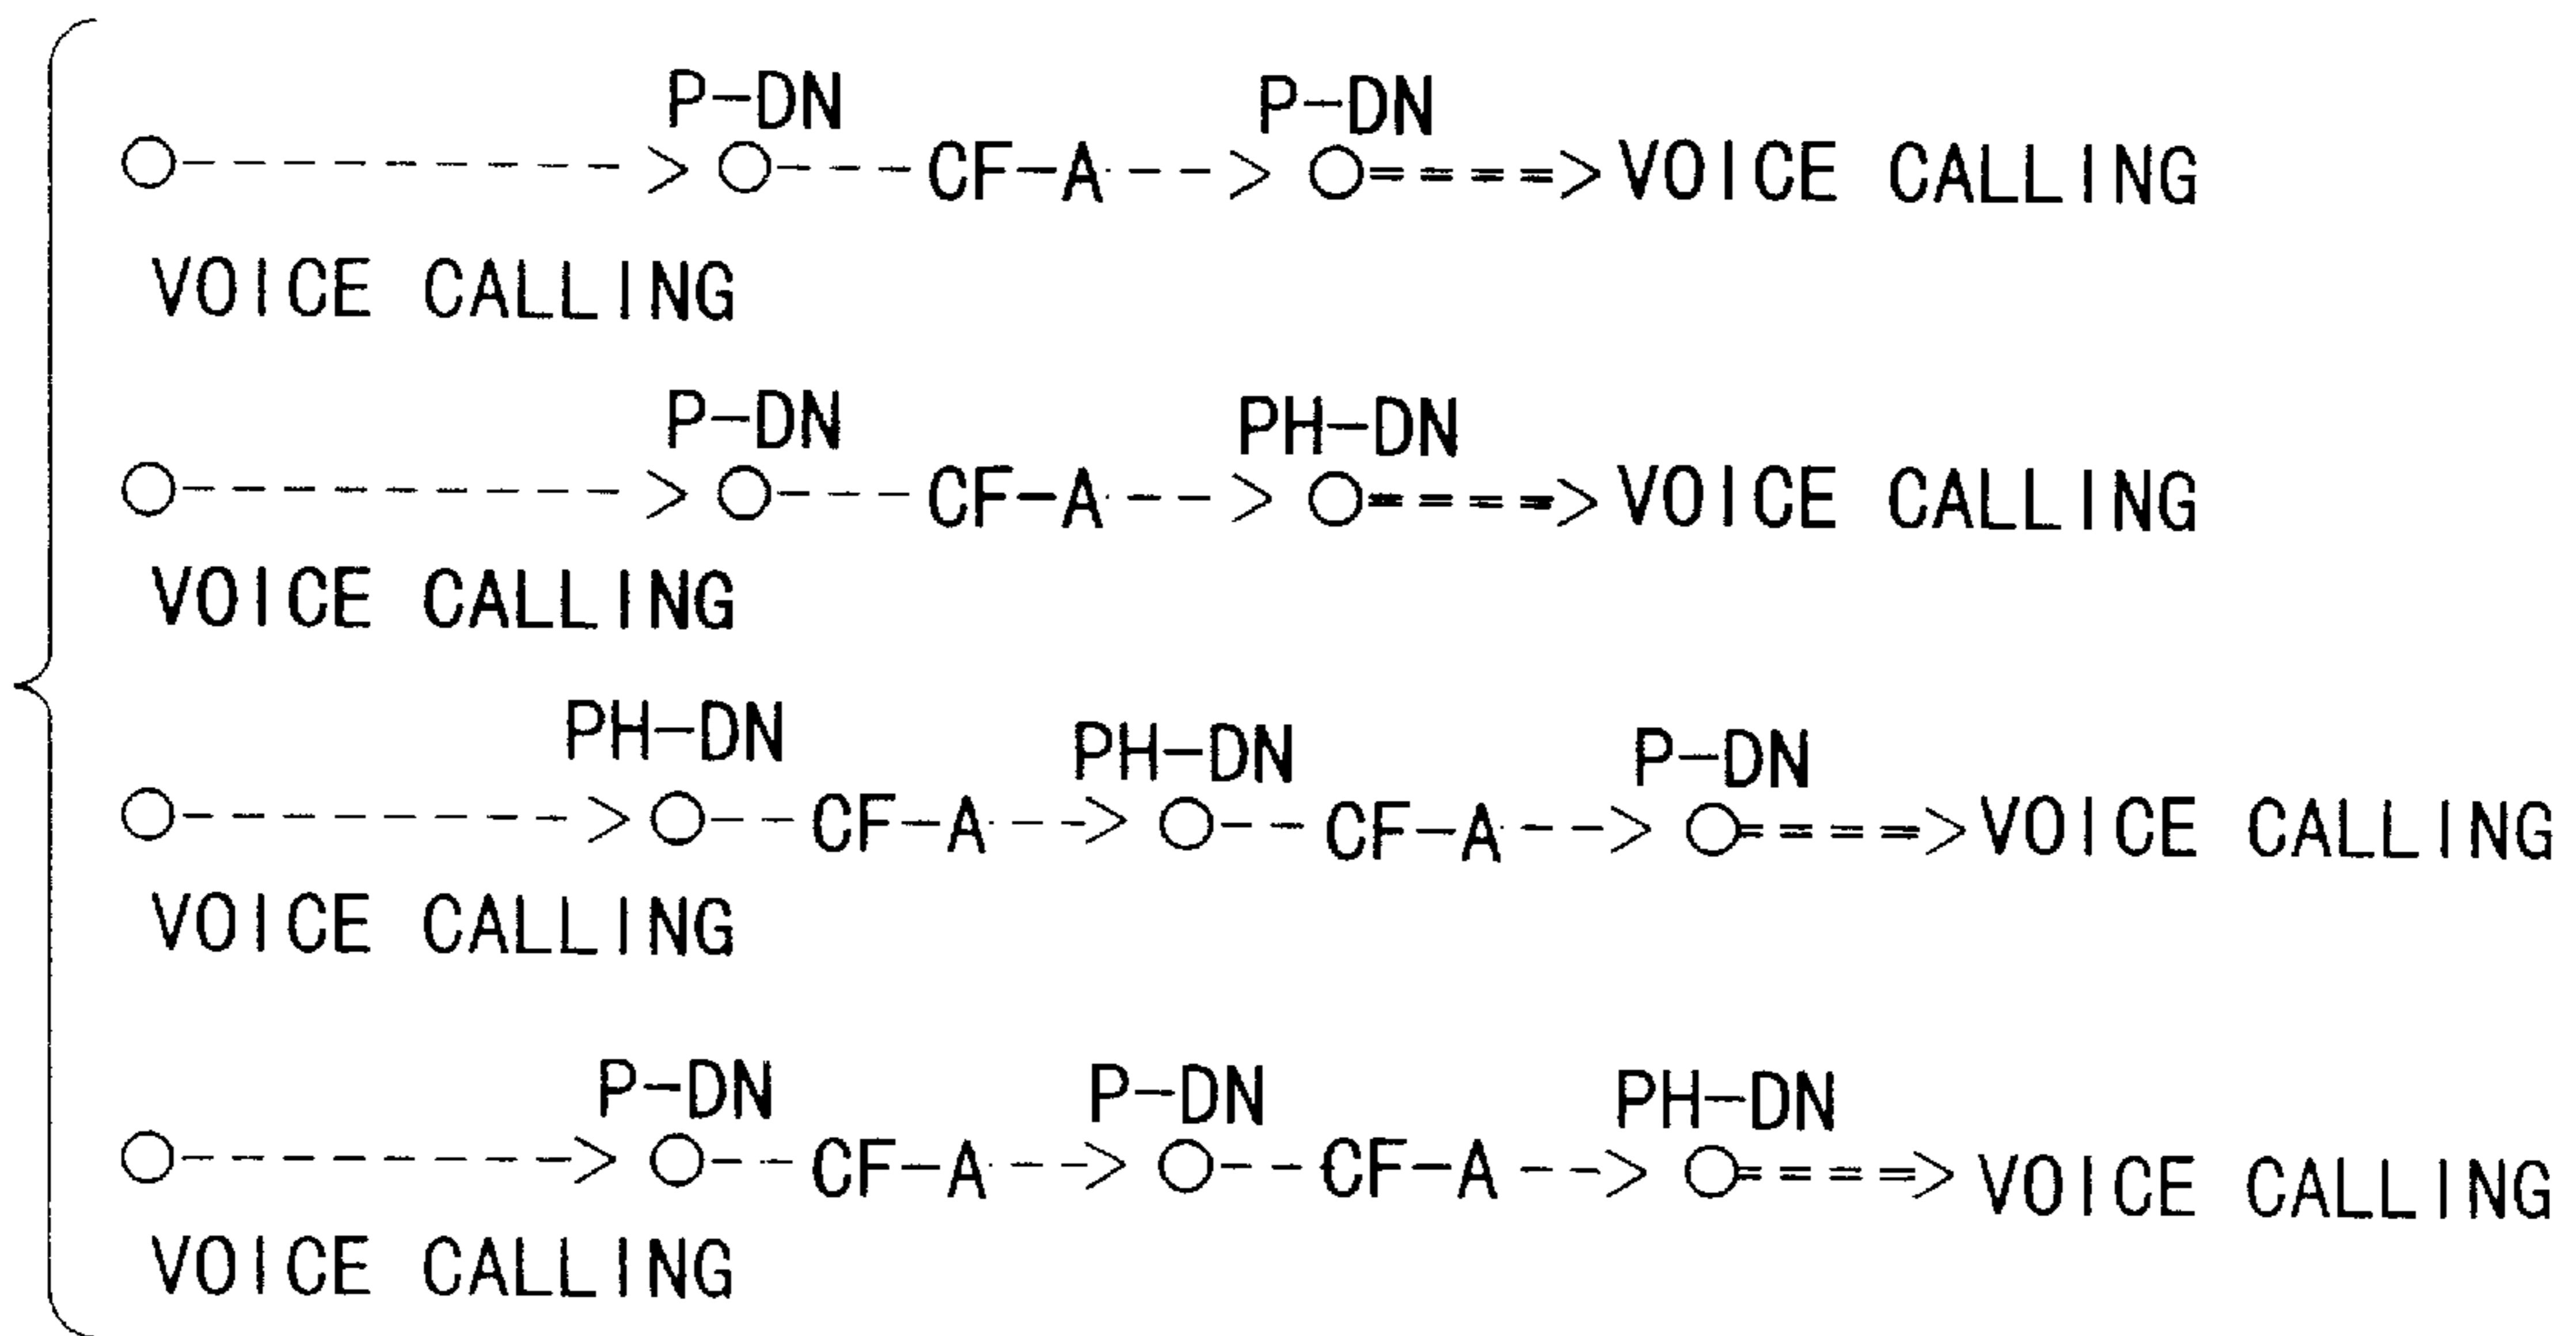 P-DN P-DN
CF-A VOICE CALLING
VOICE CALLING
P-DN PH-DN
CF-A VOICE CALLING
VOICE CALLING
PH-DN PH-DN P-DN
CF-A CF-A VOICE CALLING
VOICE CALLING
P-DN P-DN PH-DN
CF-A CF-A VOICE CALLING
VOICE CALLING